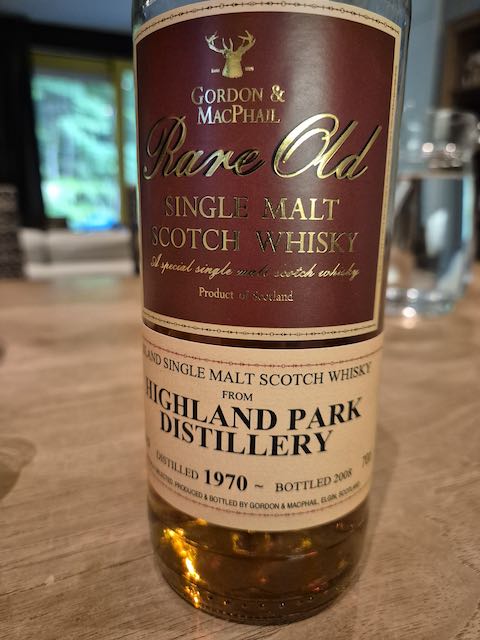 GORDON &
MACPHAIL
Rare Old
SINGLE MALT
SCOTCH WHISKY
A special single malt scotch whisky
Product of Scotland
SINGLE MALT SCOTCH WHISKY
FROM
HIGHLAND PARK
DISTILLERY
DISTILLED 1970 ~ BOTTLED 2008
PRODUCED & BOTTLED BY GORDON & MACPHAIL, ELGIN, SCOTLAND